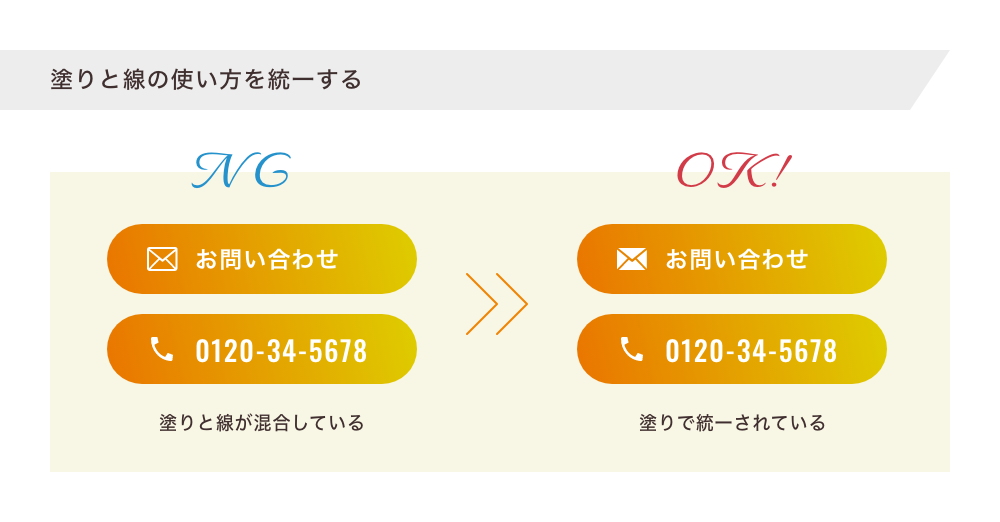 塗りと線の使い方を統一する
NG
お問い合わせ
0120-34-5678
塗りと線が混合している
OK!
お問い合わせ
0120-34-5678
塗りで統一されている